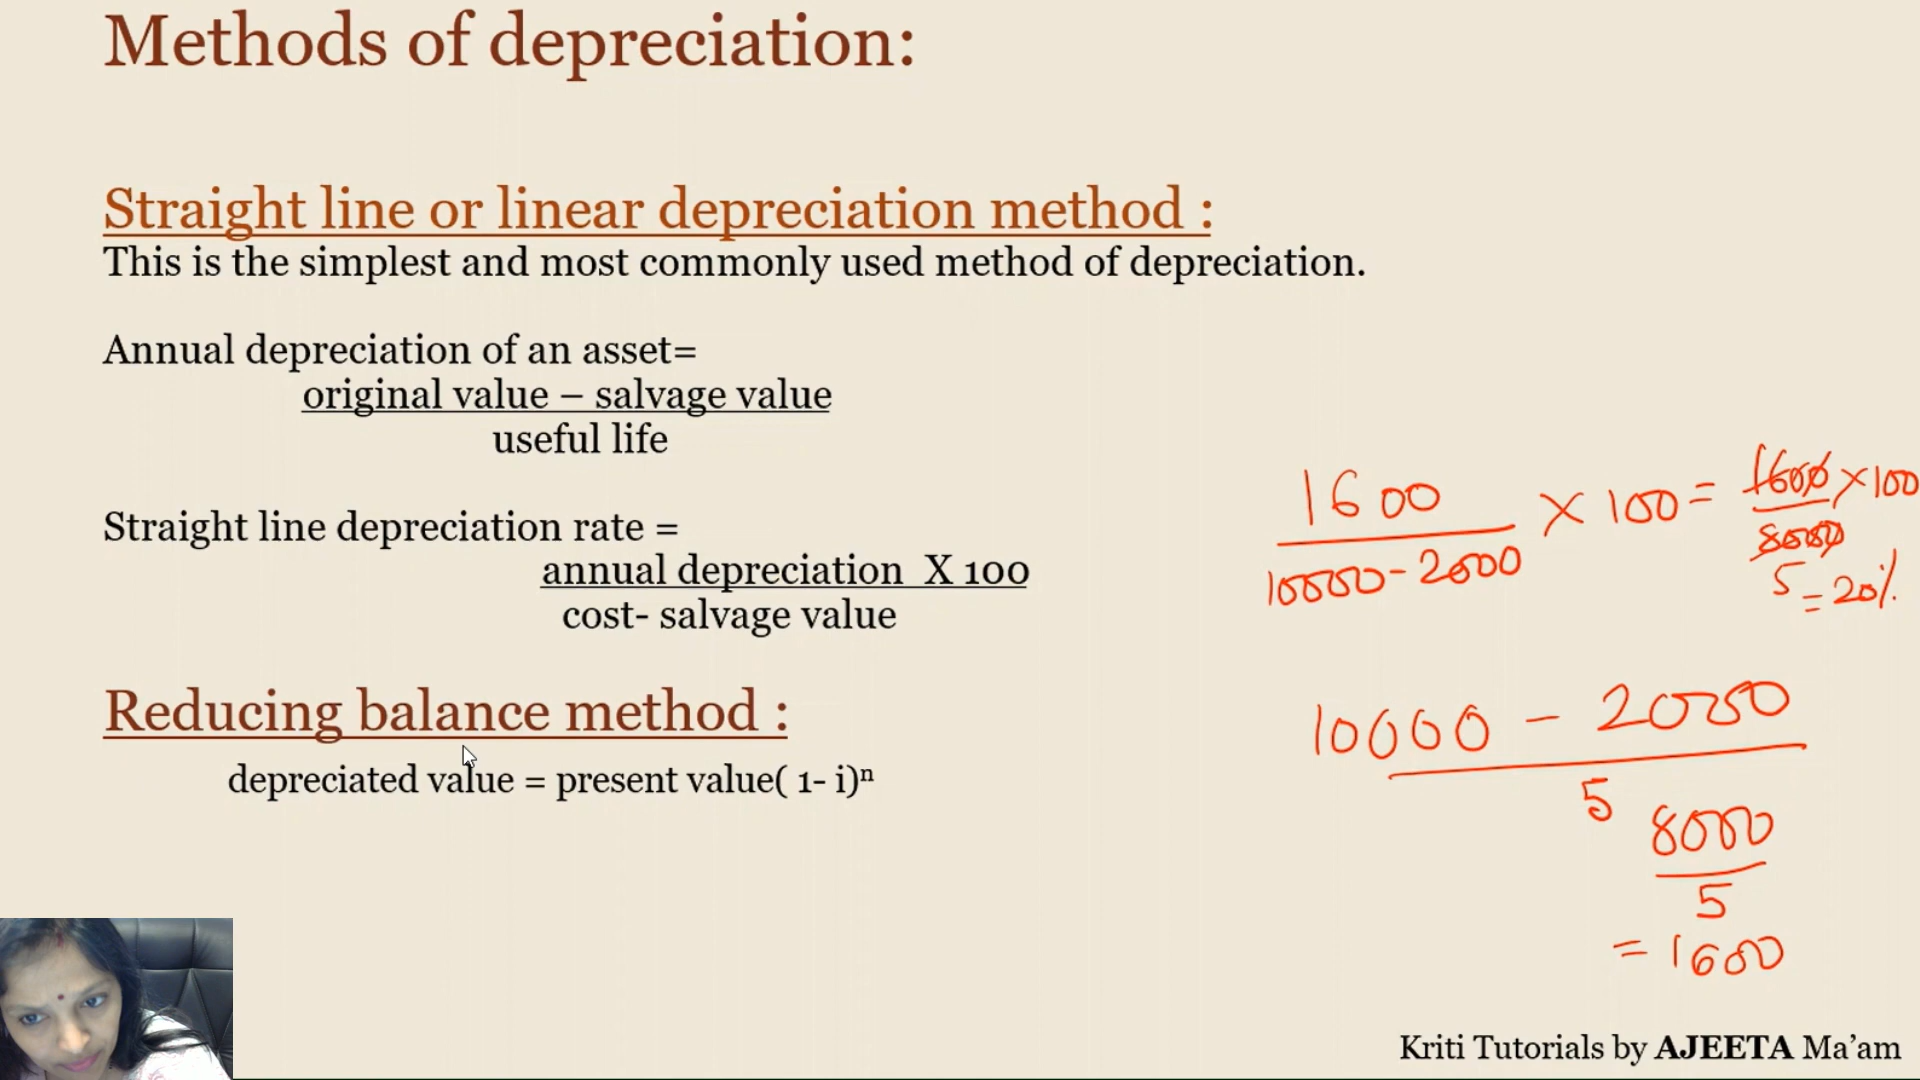 Methods of depreciation:
Straight line or linear depreciation method :
This is the simplest and most commonly used method of depreciation.
Annual depreciation of an asset=
original value – salvage value
useful life
Straight line depreciation rate =
annual depreciation X 100
cost- salvage value
Reducing balance method :
depreciated value = present value( 1- i)ⁿ
1600
10000-2000
X 100 =
1600 X 100
8000
5
= 20%
10000 - 2000
5
8000
5
= 1600
Kriti Tutorials by AJEETA Ma'am